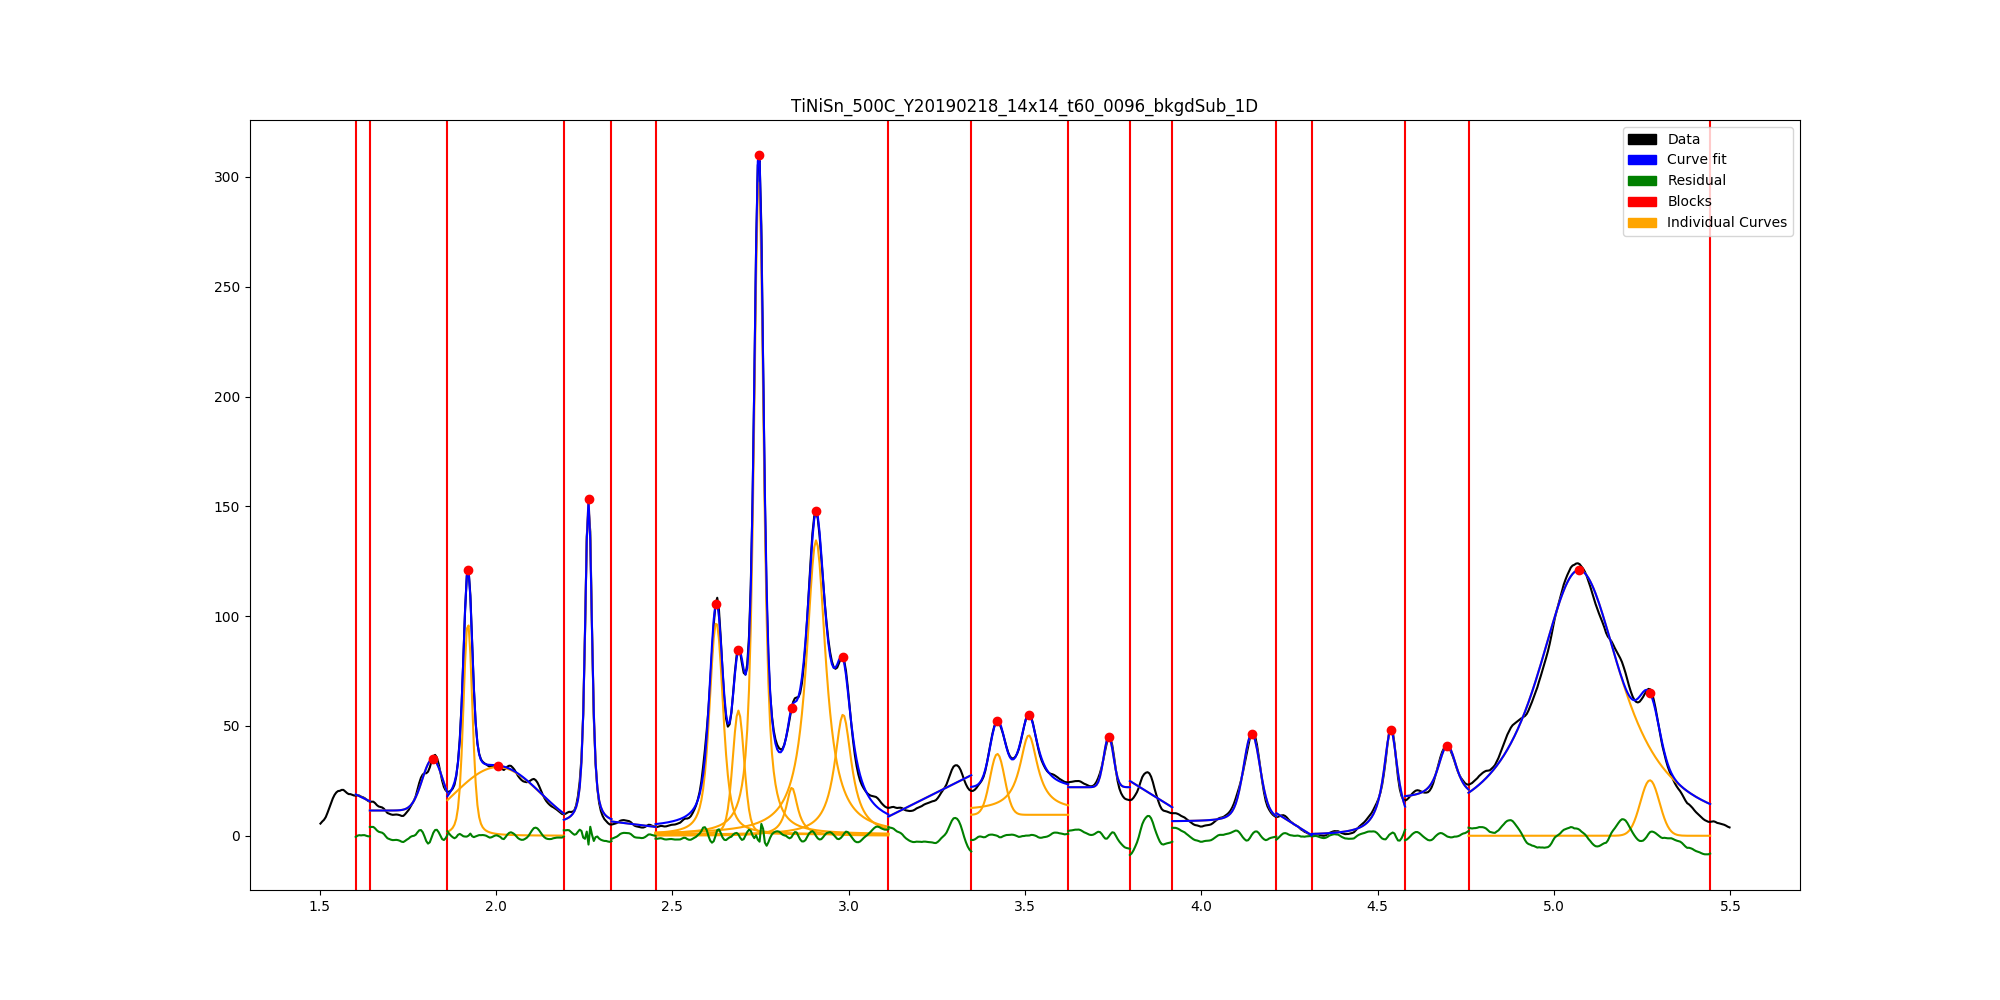 TiNiSn_500C_Y20190218_14x14_t60_0096_bkgdSub_1D
Data
Curve fit
Residual
Blocks
Individual Curves
300
250
200
150
100
50
0
1.5 2.0 2.5 3.0 3.5 4.0 4.5 5.0 5.5